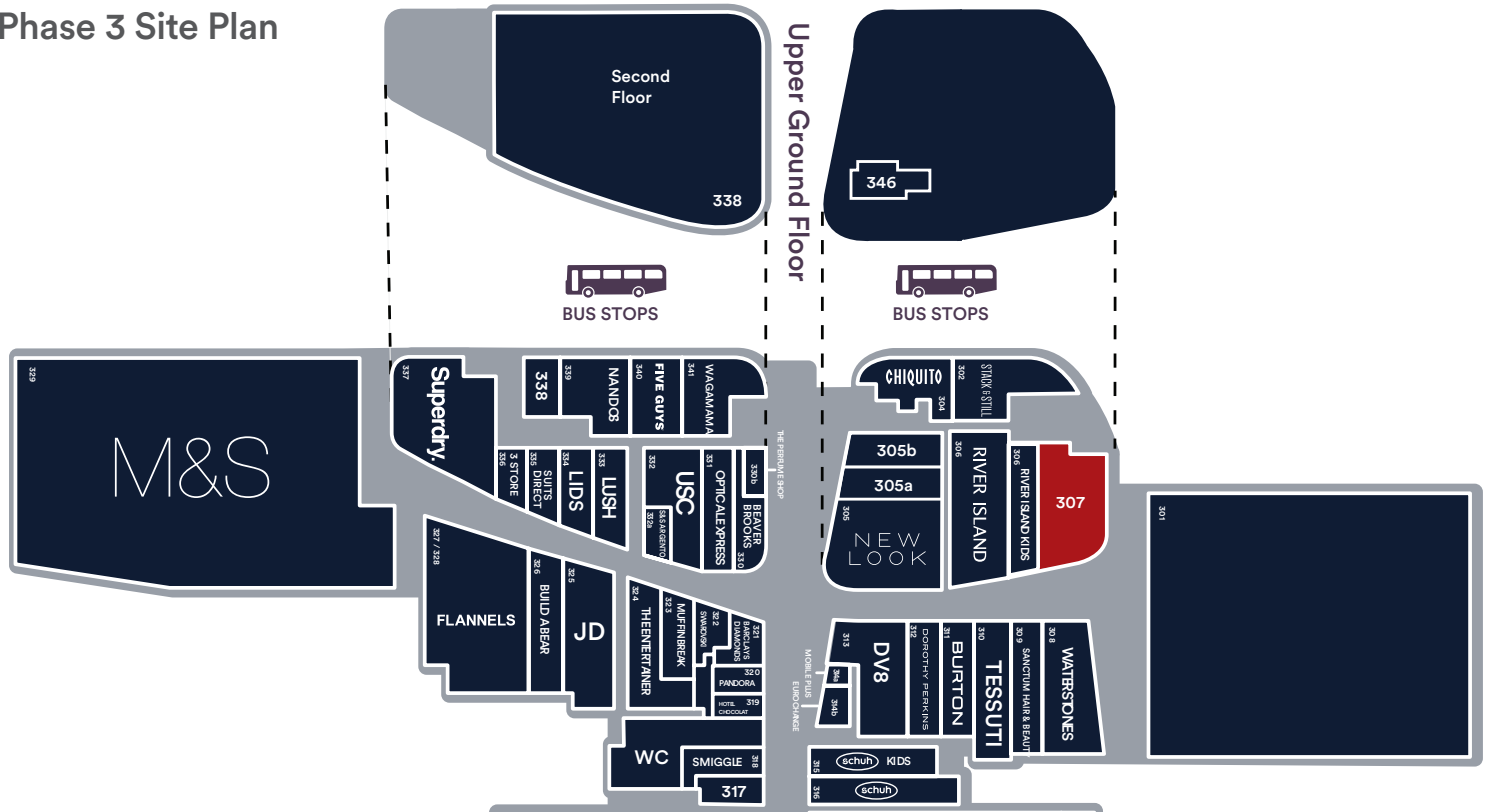 Phase 3 Site Plan
Second
Floor
338
Upper Ground Floor
346
BUS STOPS
BUS STOPS
329
M&S
337
Superdry.
338
339
NANDOS
340
FIVE GUYS
341
WAGAMAMA
CHIQUITO
304
302
STACK & STILL
336
3 STORE
335
SUITS
DIRECT
334
LIDS
333
LUSH
332
USC
332a
S&S ARGENTO
331
OPTICAL EXPRESS
330b
BEAVER
BROOKS
330
THE PERFUME SHOP
305b
305a
305
NEW
LOOK
306
RIVER ISLAND
306
RIVER ISLAND KIDS
307
301
327 / 328
FLANNELS
326
BUILD A BEAR
325
JD
324
THE ENTERTAINER
323
MUFFIN BREAK
322
SWAROVSKI
321
BARCLAYS
DIAMONDS
320
PANDORA
319
HOTEL
CHOCOLAT
MOBILE PLUS
EUROCHANGE
313
DV8
314a
314b
312
DOROTHY PERKINS
311
BURTON
310
TESSUTI
309
SANCTUM HAIR & BEAUTY
308
WATERSTONES
WC
SMIGGLE
318
317
315
schuh KIDS
316
schuh